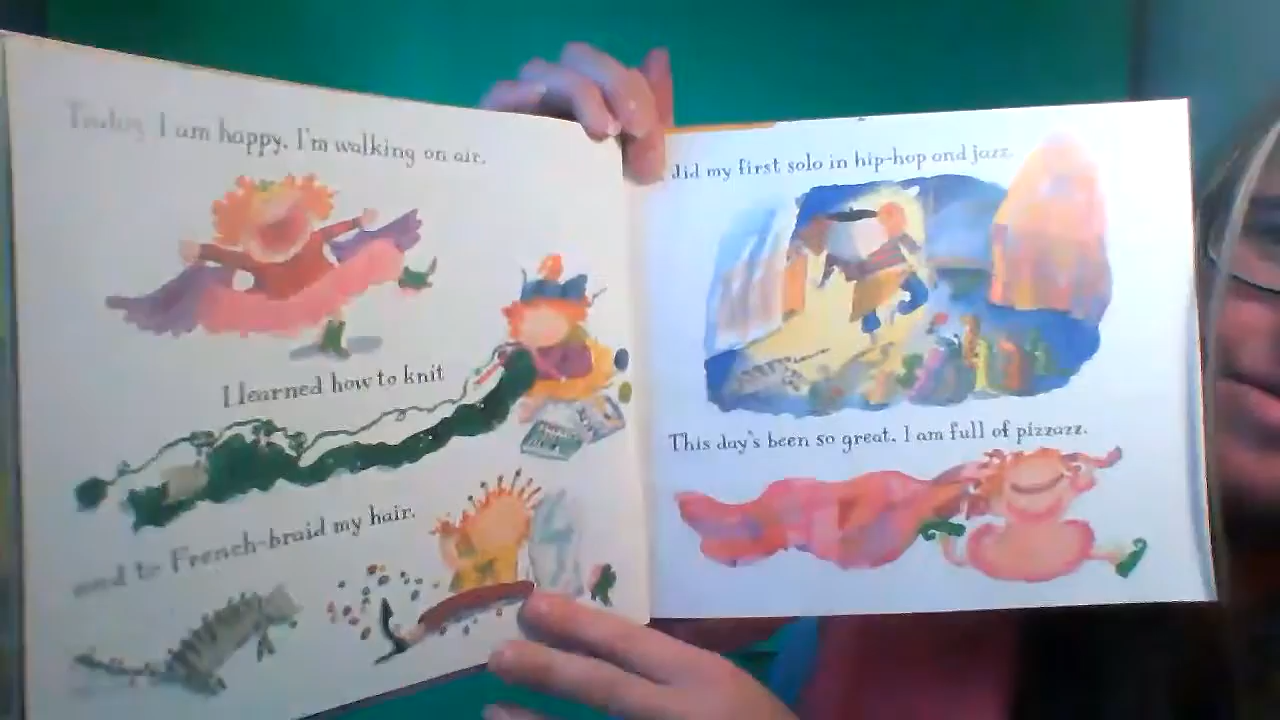 Today I am happy. I'm walking on air.
I learned how to knit
and to French-braid my hair.
did my first solo in hip-hop and jazz.
This day's been so great, I am full of pizzazz.